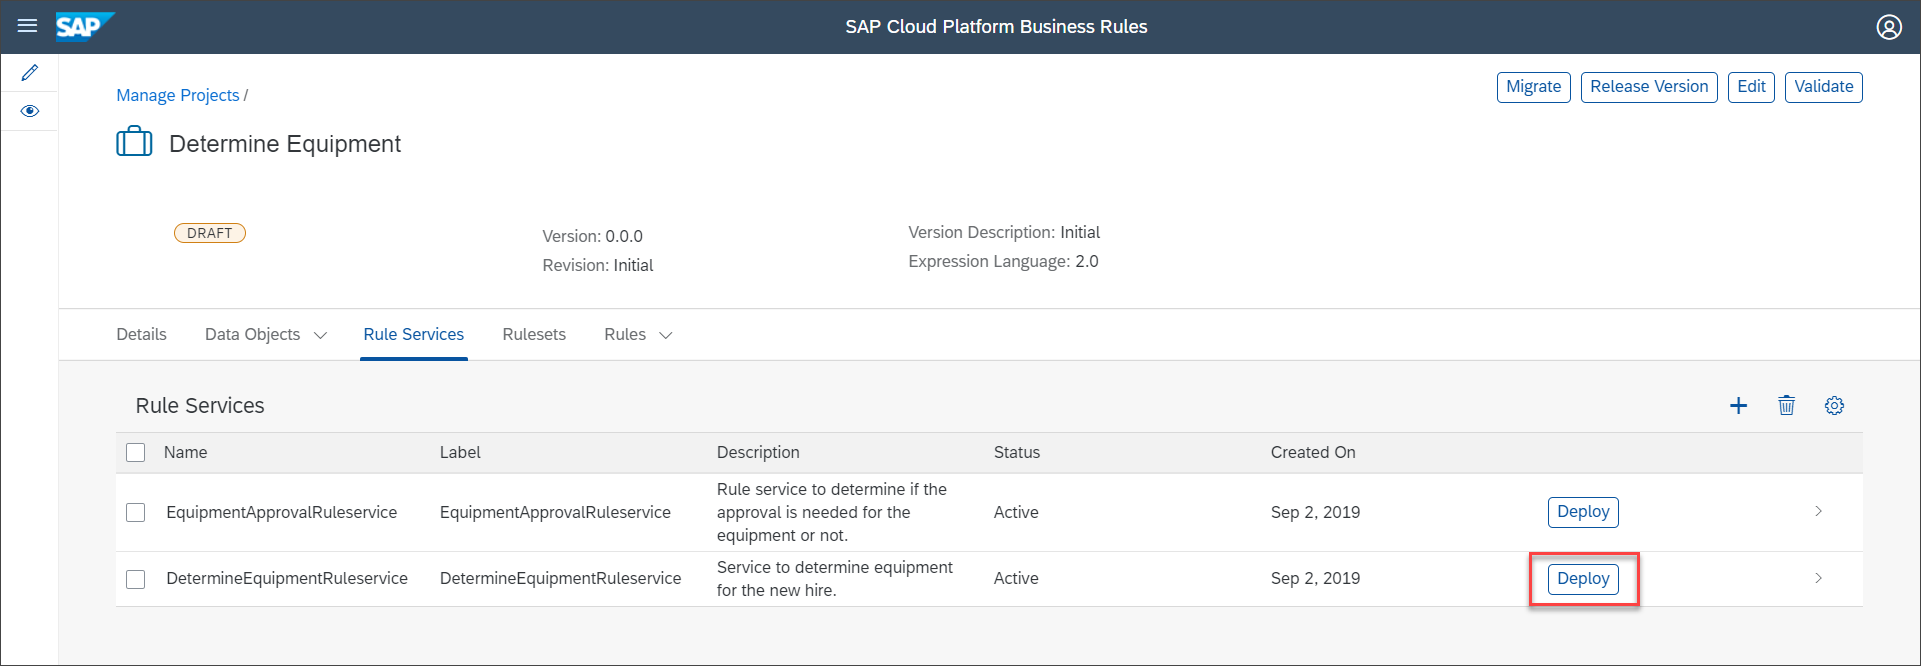 SAP
SAP Cloud Platform Business Rules
Manage Projects /
Migrate
Release Version
Edit
Validate
Determine Equipment
DRAFT
Version: 0.0.0
Revision: Initial
Version Description: Initial
Expression Language: 2.0
Details
Data Objects
Rule Services
Rulesets
Rules
Rule Services
Name
Label
Description
Status
Created On
EquipmentApprovalRuleservice
EquipmentApprovalRuleservice
Rule service to determine if the
approval is needed for the
equipment or not.
Active
Sep 2, 2019
Deploy
DetermineEquipmentRuleservice
DetermineEquipmentRuleservice
Service to determine equipment
for the new hire.
Active
Sep 2, 2019
Deploy